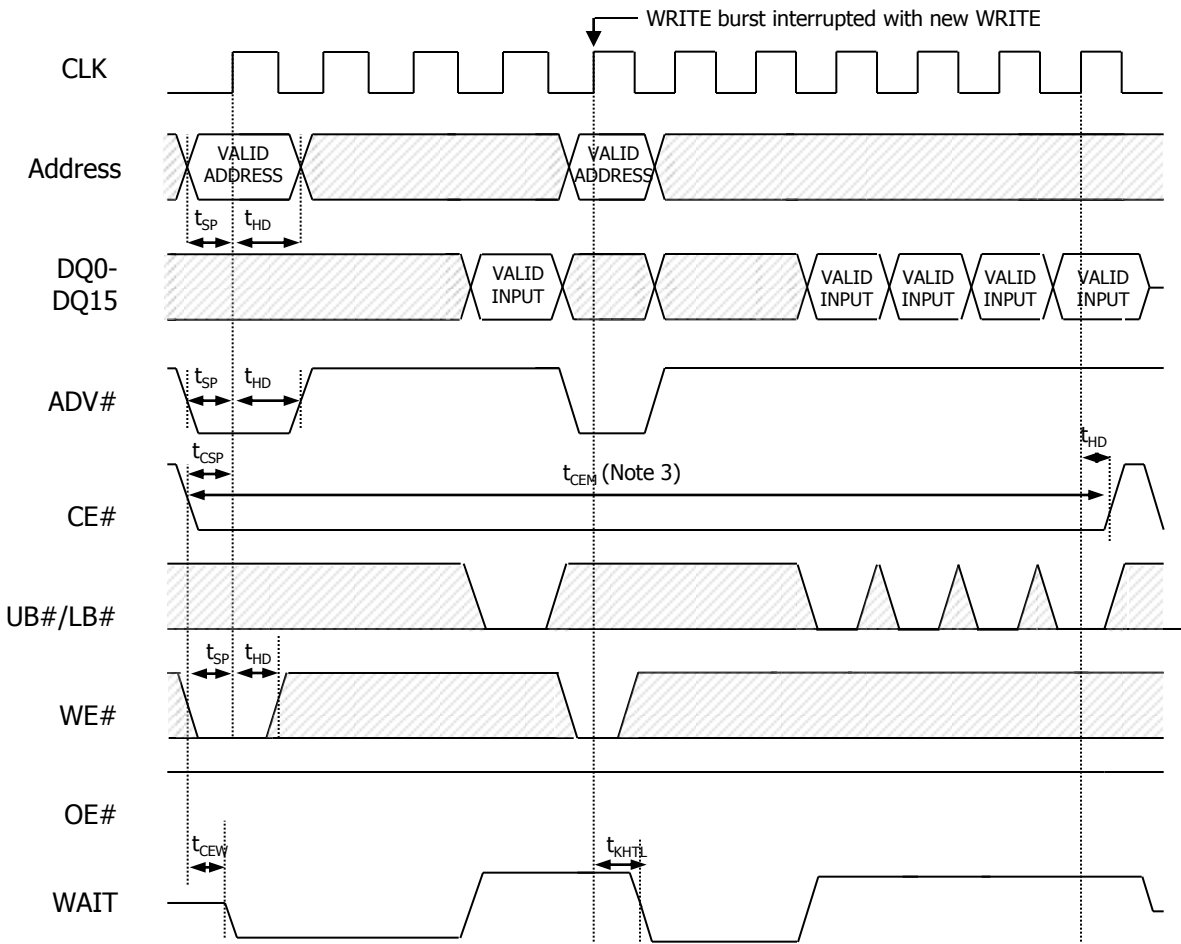 WRITE burst interrupted with new WRITE
CLK
Address
VALID
ADDRESS
VALID
ADDRESS
tSP
tHD
DQ0-
DQ15
VALID
INPUT
VALID
INPUT
VALID
INPUT
VALID
INPUT
VALID
INPUT
ADV#
tSP
tHD
tHD
tCSP
tCEM (Note 3)
CE#
UB#/LB#
tSP
tHD
WE#
OE#
tCEW
tKHTL
WAIT